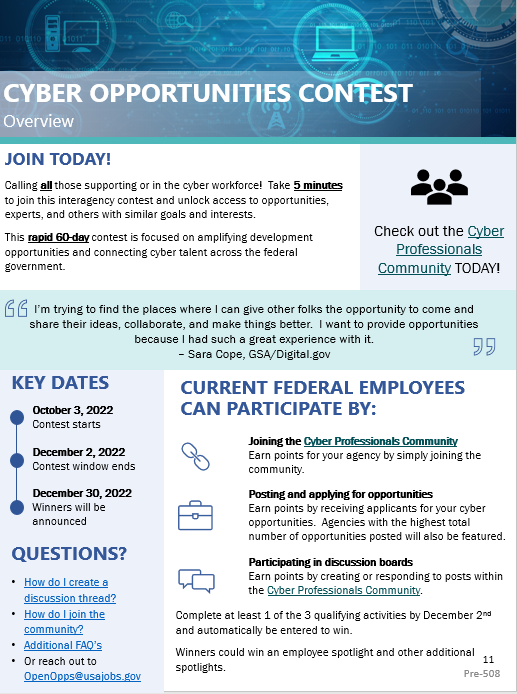 CYBER OPPORTUNITIES CONTEST
Overview
JOIN TODAY!
Calling all those supporting or in the cyber workforce! Take 5 minutes
to join this interagency contest and unlock access to opportunities,
experts, and others with similar goals and interests.
This rapid 60-day contest is focused on amplifying development
opportunities and connecting cyber talent across the federal
government.
Check out the Cyber
Professionals
Community TODAY!
I'm trying to find the places where I can give other folks the opportunity to come and
share their ideas, collaborate, and make things better. I want to provide opportunities
because I had such a great experience with it.
– Sara Cope, GSA/Digital.gov
KEY DATES
October 3, 2022
Contest starts
December 2, 2022
Contest window ends
December 30, 2022
Winners will be
announced
QUESTIONS?
• How do I create a
discussion thread?
• How do I join the
community?
• Additional FAQ's
• Or reach out to
OpenOpps@usajobs.gov
CURRENT FEDERAL EMPLOYEES
CAN PARTICIPATE BY:
Joining the Cyber Professionals Community
Earn points for your agency by simply joining the
community.
Posting and applying for opportunities
Earn points by receiving applicants for your cyber
opportunities. Agencies with the highest total
number of opportunities posted will also be featured.
Participating in discussion boards
Earn points by creating or responding to posts within
the Cyber Professionals Community.
Complete at least 1 of the 3 qualifying activities by December 2nd
and automatically be entered to win.
Winners could win an employee spotlight and other additional
spotlights.
11
Pre-508